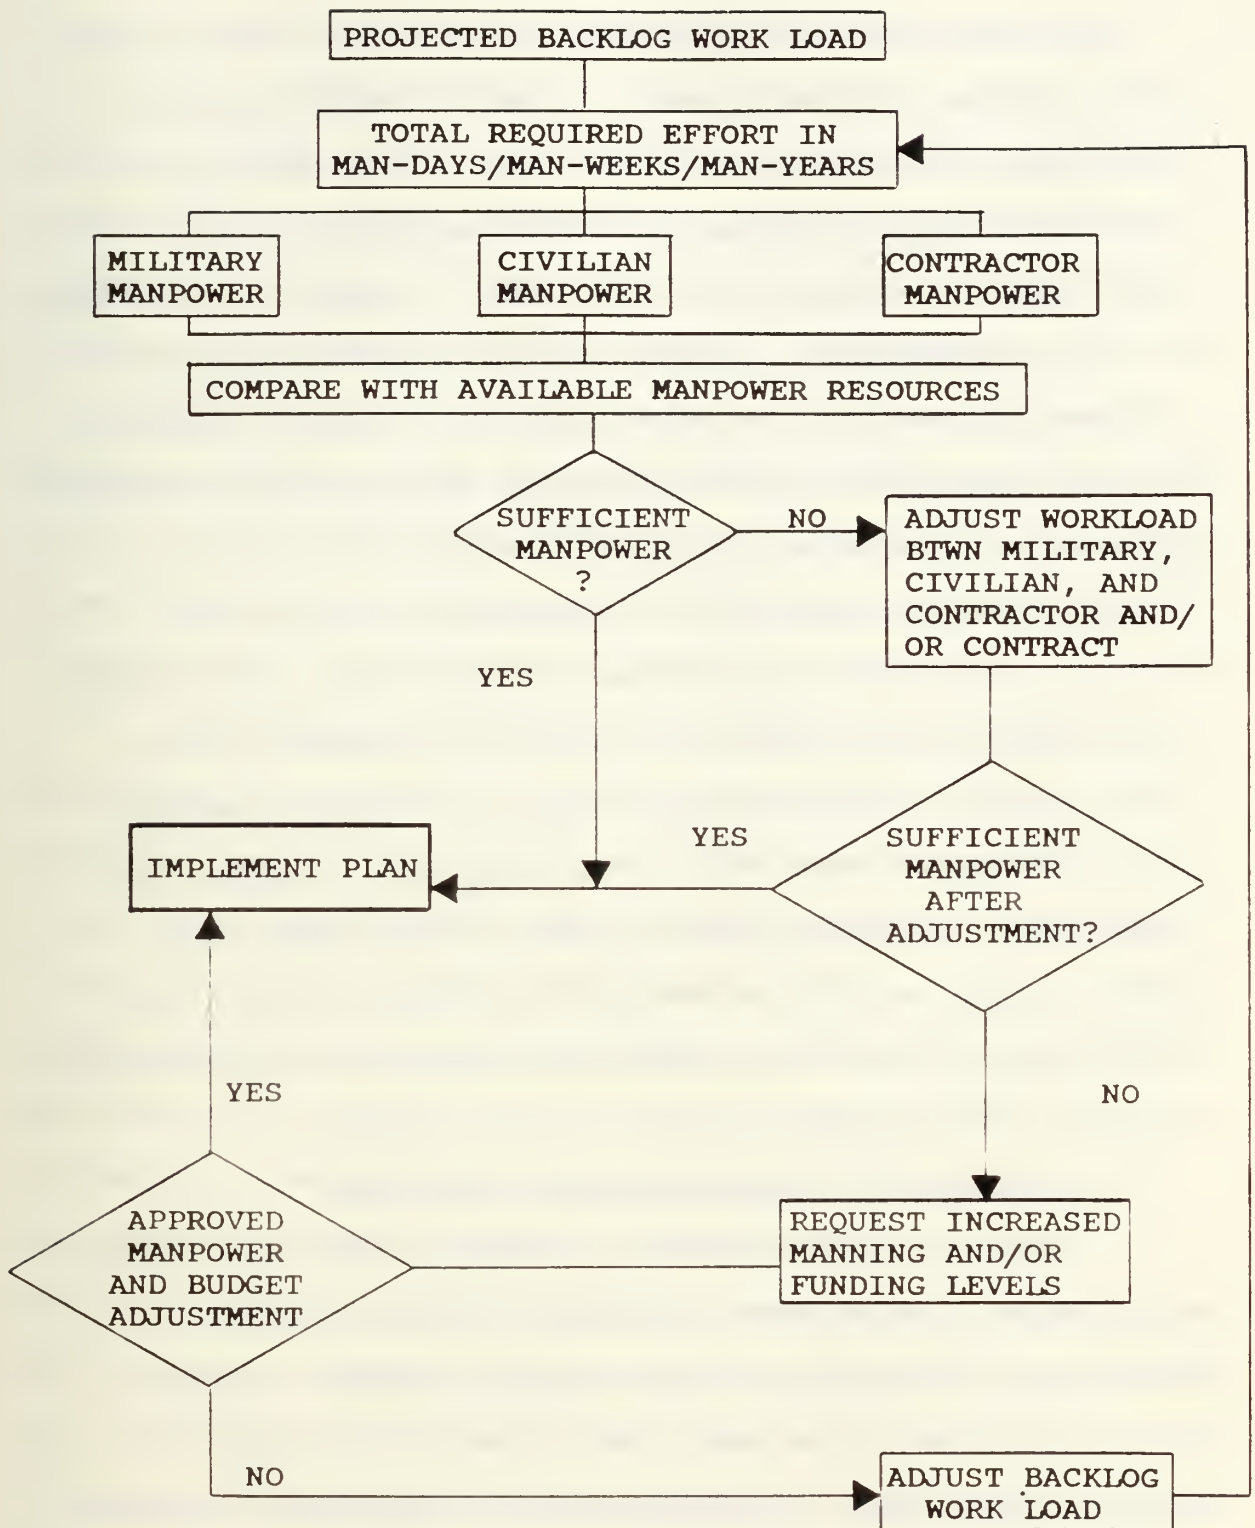 PROJECTED BACKLOG WORK LOAD
TOTAL REQUIRED EFFORT IN
MAN-DAYS/MAN-WEEKS/MAN-YEARS
MILITARY
MANPOWER
CIVILIAN
MANPOWER
CONTRACTOR
MANPOWER
COMPARE WITH AVAILABLE MANPOWER RESOURCES
SUFFICIENT
MANPOWER
?
NO
ADJUST WORKLOAD
BTWN MILITARY,
CIVILIAN, AND
CONTRACTOR AND/
OR CONTRACT
YES
IMPLEMENT PLAN
YES
SUFFICIENT
MANPOWER
AFTER
ADJUSTMENT?
YES
NO
APPROVED
MANPOWER
AND BUDGET
ADJUSTMENT
REQUEST INCREASED
MANNING AND/OR
FUNDING LEVELS
NO
ADJUST BACKLOG
WORK LOAD